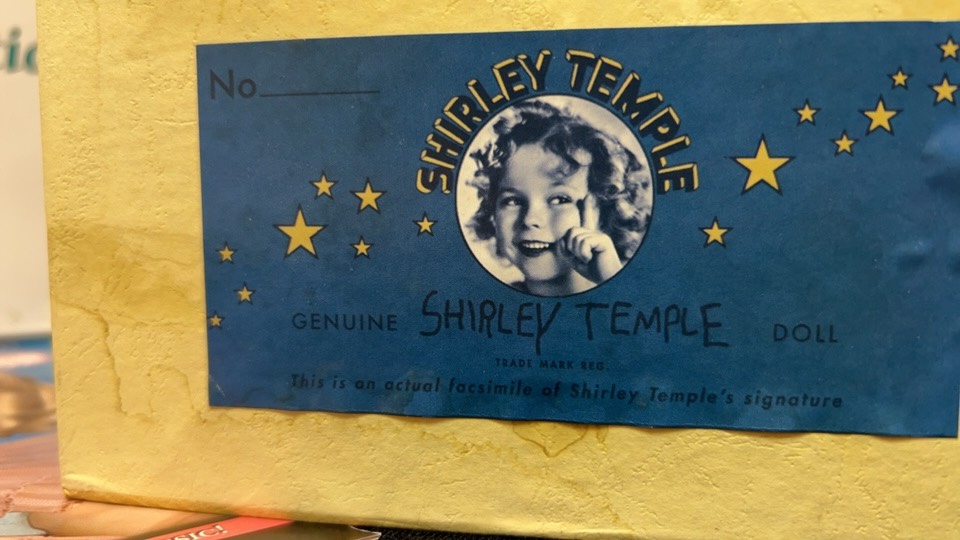 No
SHIRLEY TEMPLE
GENUINE SHIRLEY TEMPLE DOLL
TRADE MARK REG.
This is an actual facsimile of Shirley Temple's signature